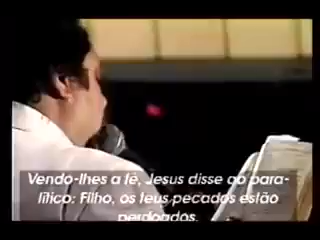 Vendo-lhes a fé, Jesus disse ao para-
lítico: Filho, os teus pecados estão
perdoados.